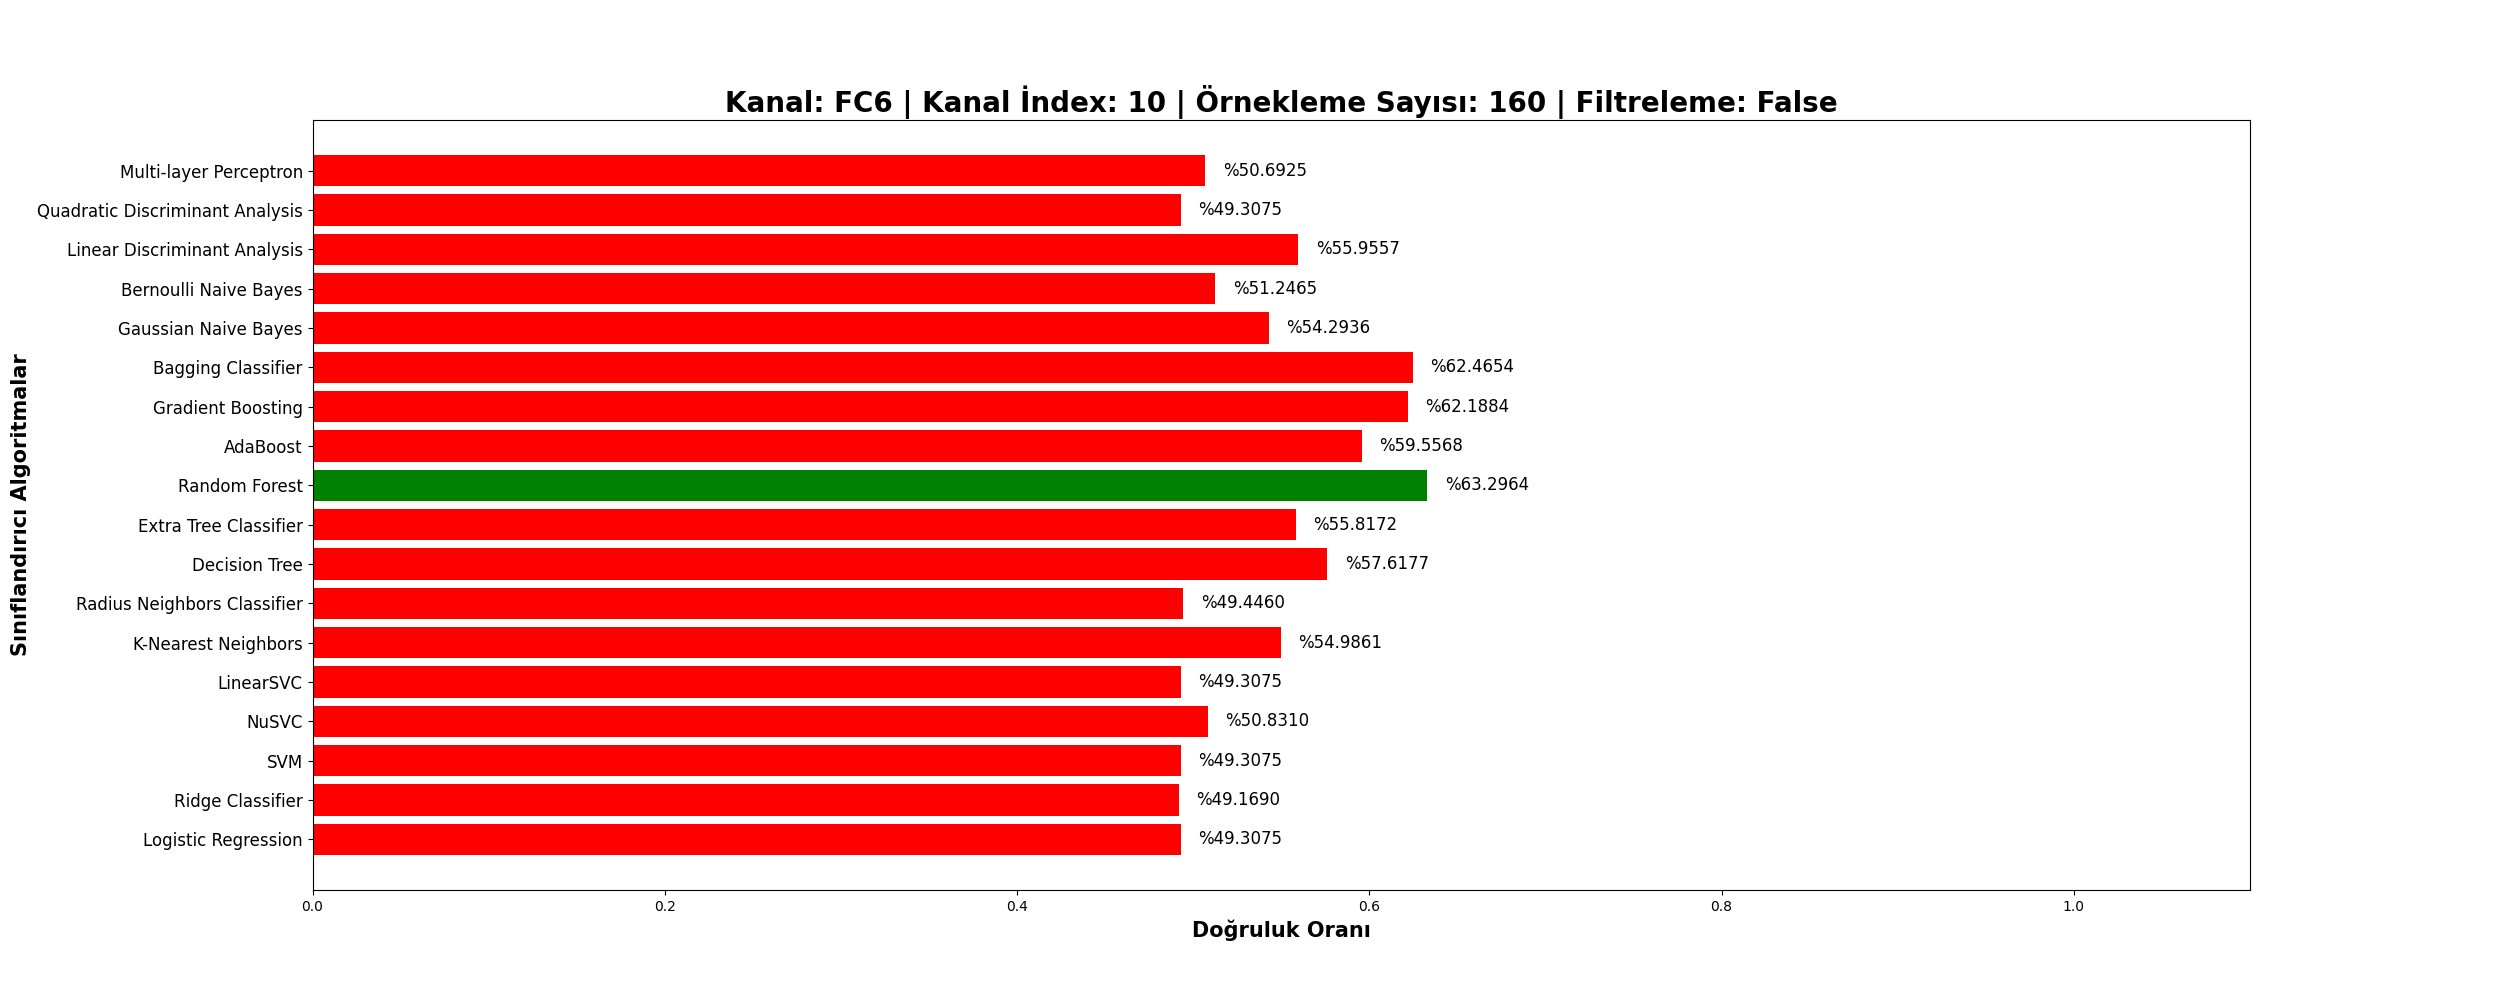 Kanal: FC6 | Kanal İndex: 10 | Örnekleme Sayısı: 160 | Filtreleme: False
Sınıflandırıcı Algoritmalar
Multi-layer Perceptron %50.6925
Quadratic Discriminant Analysis %49.3075
Linear Discriminant Analysis %55.9557
Bernoulli Naive Bayes %51.2465
Gaussian Naive Bayes %54.2936
Bagging Classifier %62.4654
Gradient Boosting %62.1884
AdaBoost %59.5568
Random Forest %63.2964
Extra Tree Classifier %55.8172
Decision Tree %57.6177
Radius Neighbors Classifier %49.4460
K-Nearest Neighbors %54.9861
LinearSVC %49.3075
NuSVC %50.8310
SVM %49.3075
Ridge Classifier %49.1690
Logistic Regression %49.3075
0.0 0.2 0.4 0.6 0.8 1.0
Doğruluk Oranı